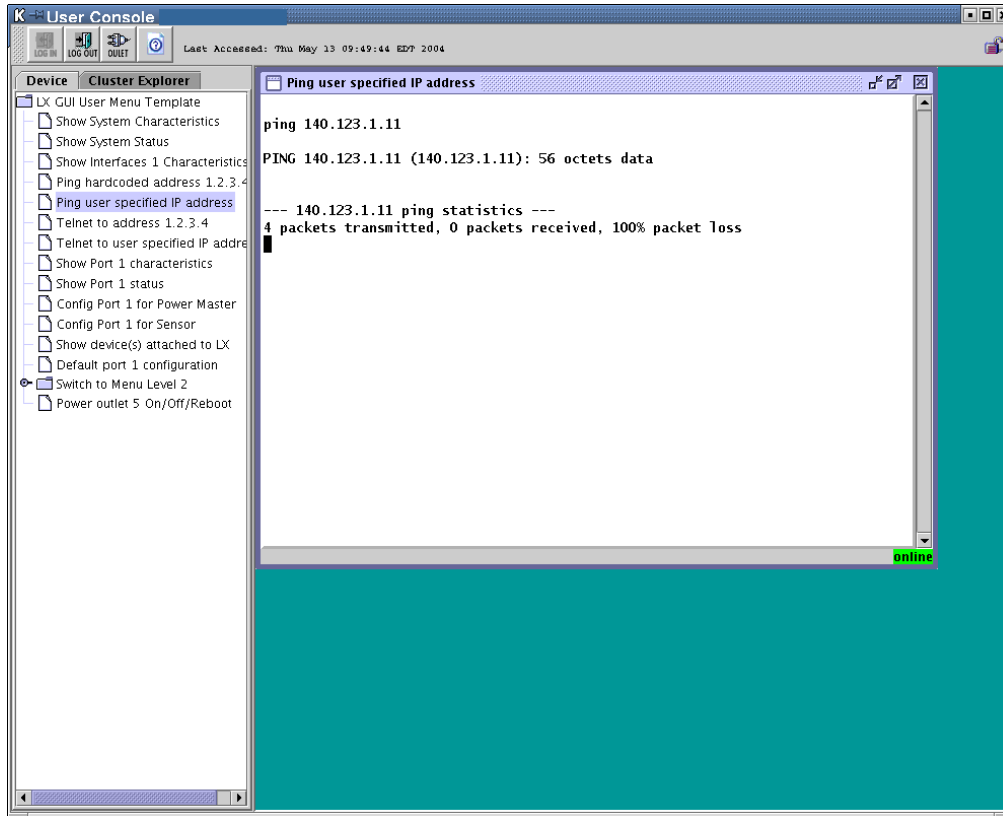 User Console
LOG IN LOG OUT OULET ? Last Accessed: Thu May 13 09:49:44 EDT 2004
Device Cluster Explorer
LX GUI User Menu Template
Show System Characteristics
Show System Status
Show Interfaces 1 Characteristics
Ping hardcoded address 1.2.3.4
Ping user specified IP address
Telnet to address 1.2.3.4
Telnet to user specified IP addre
Show Port 1 characteristics
Show Port 1 status
Config Port 1 for Power Master
Config Port 1 for Sensor
Show device(s) attached to LX
Default port 1 configuration
Switch to Menu Level 2
Power outlet 5 On/Off/Reboot
Ping user specified IP address
ping 140.123.1.11
PING 140.123.1.11 (140.123.1.11): 56 octets data
--- 140.123.1.11 ping statistics ---
4 packets transmitted, 0 packets received, 100% packet loss
online